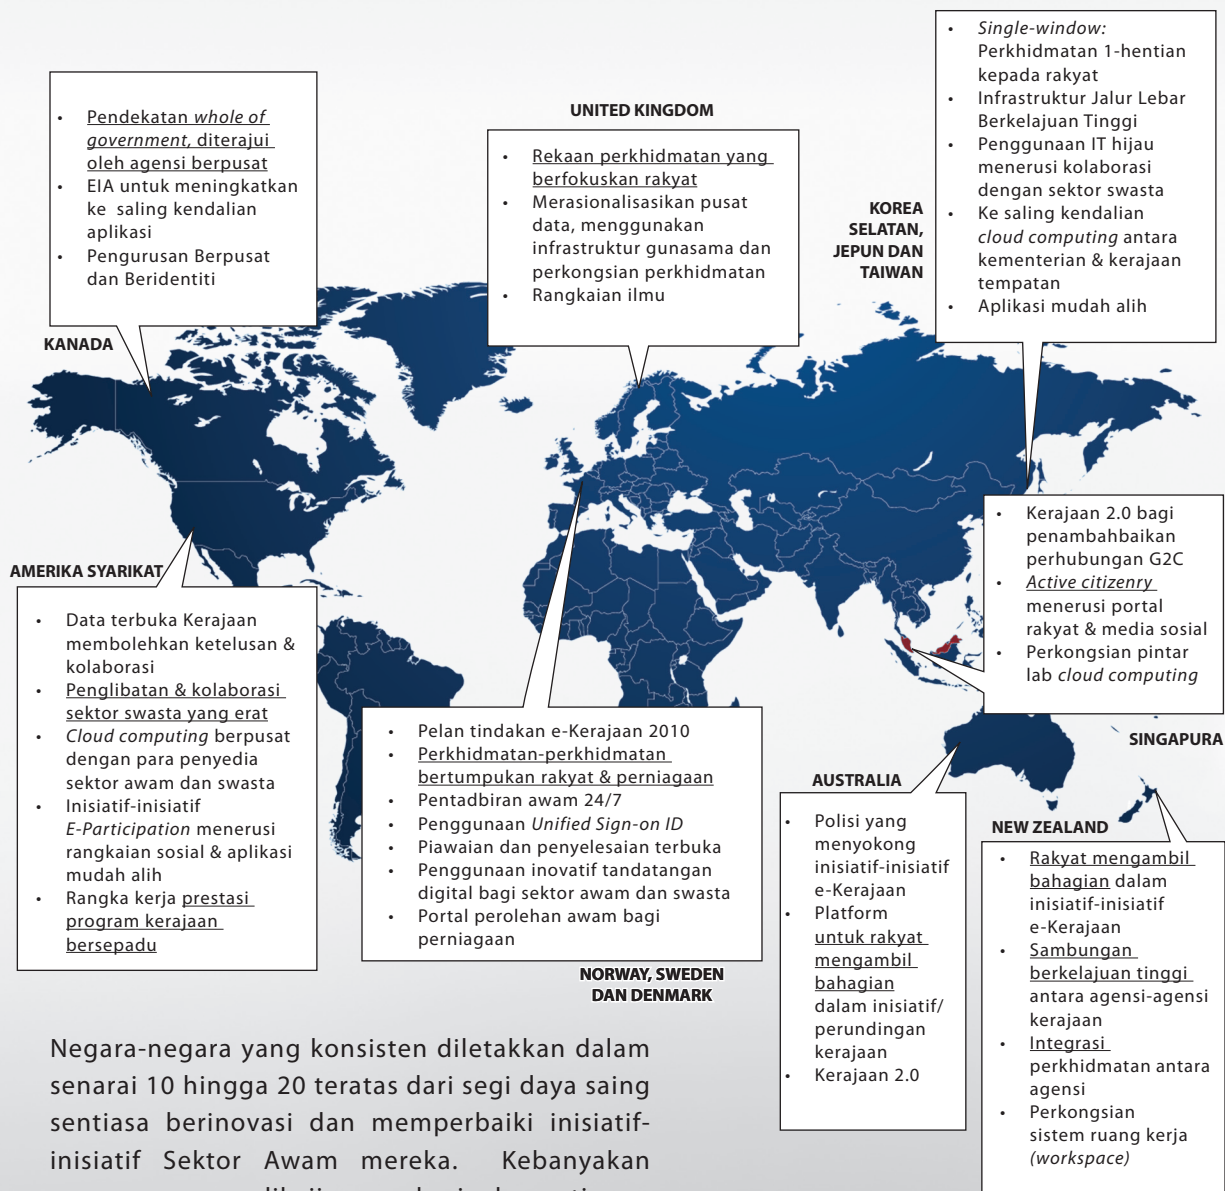 • Single-window:
Perkhidmatan 1-hentian
kepada rakyat
• Infrastruktur Jalur Lebar
Berkelajuan Tinggi
• Penggunaan IT hijau
menerusi kolaborasi
dengan sektor swasta
• Ke saling kendalian
cloud computing antara
kementerian & kerajaan
tempatan
• Aplikasi mudah alih
KOREA
SELATAN,
JEPUN DAN
TAIWAN
UNITED KINGDOM
• Rekaan perkhidmatan yang
berfokuskan rakyat
• Merasionalisasikan pusat
data, menggunakan
infrastruktur gunasama dan
perkongsian perkhidmatan
• Rangkaian ilmu
• Pendekatan whole of
government, diterajui
oleh agensi berpusat
• EIA untuk meningkatkan
ke saling kendalian
aplikasi
• Pengurusan Berpusat
dan Beridentiti
KANADA
AMERIKA SYARIKAT
• Data terbuka Kerajaan
membolehkan ketelusan &
kolaborasi
• Penglibatan & kolaborasi
sektor swasta yang erat
• Cloud computing berpusat
dengan para penyedia
sektor awam dan swasta
• Inisiatif-inisiatif
E-Participation menerusi
rangkaian sosial & aplikasi
mudah alih
• Rangka kerja prestasi
program kerajaan
bersepadu
• Pelan tindakan e-Kerajaan 2010
• Perkhidmatan-perkhidmatan
bertumpukan rakyat & perniagaan
• Pentadbiran awam 24/7
• Penggunaan Unified Sign-on ID
• Piawaian dan penyelesaian terbuka
• Penggunaan inovatif tandatangan
digital bagi sektor awam dan swasta
• Portal perolehan awam bagi
perniagaan
NORWAY, SWEDEN
DAN DENMARK
• Kerajaan 2.0 bagi
penambahbaikan
perhubungan G2C
• Active citizenry
menerusi portal
rakyat & media sosial
• Perkongsian pintar
lab cloud computing
SINGAPURA
AUSTRALIA
• Polisi yang
menyokong
inisiatif-inisiatif
e-Kerajaan
• Platform
untuk rakyat
mengambil
bahagian
dalam inisiatif/
perundingan
kerajaan
• Kerajaan 2.0
NEW ZEALAND
• Rakyat mengambil
bahagian dalam
inisiatif-inisiatif
e-Kerajaan
• Sambungan
berkelajuan tinggi
antara agensi-agensi
kerajaan
• Integrasi
perkhidmatan antara
agensi
• Perkongsian
sistem ruang kerja
(workspace)
Negara-negara yang konsisten diletakkan dalam
senarai 10 hingga 20 teratas dari segi daya saing
sentiasa berinovasi dan memperbaiki inisiatif-
inisiatif Sektor Awam mereka. Kebanyakan